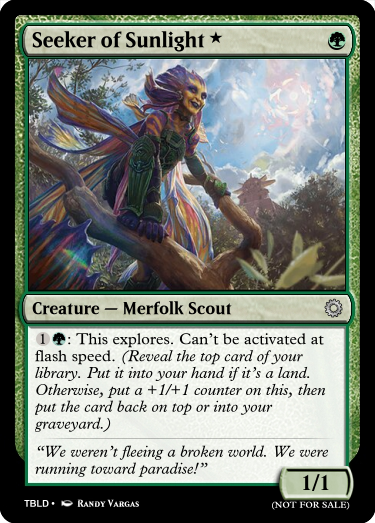 Seeker of Sunlight ★
Creature — Merfolk Scout
1 : This explores. Can't be activated at
flash speed. (Reveal the top card of your
library. Put it into your hand if it's a land.
Otherwise, put a +1/+1 counter on this, then
put the card back on top or into your
graveyard.)
“We weren't fleeing a broken world. We were
running toward paradise!”
1/1
TBLD • Randy Vargas
(NOT FOR SALE)